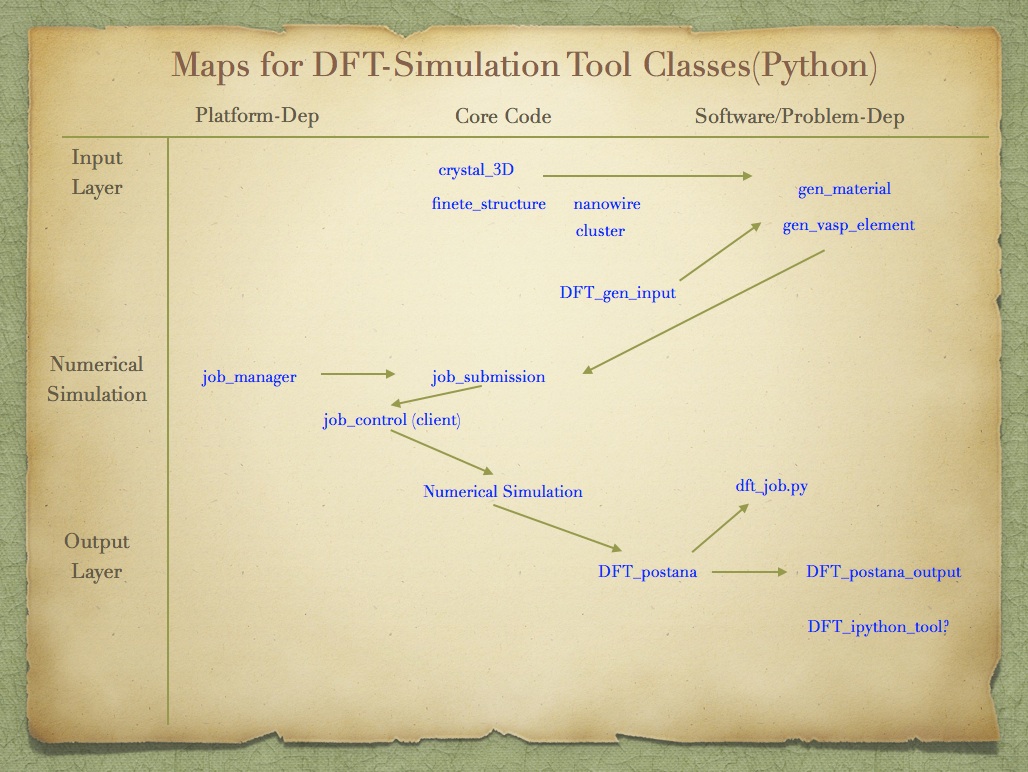 Maps for DFT-Simulation Tool Classes(Python)
Platform-Dep Core Code Software/Problem-Dep
Input
Layer
crystal_3D
gen_material
finete_structure nanowire
gen_vasp_element
cluster
DFT_gen_input
Numerical
Simulation
job_manager job_submission
job_control (client)
Numerical Simulation
dft_job.py
Output
Layer
DFT_postana DFT_postana_output
DFT_ipython_tool?